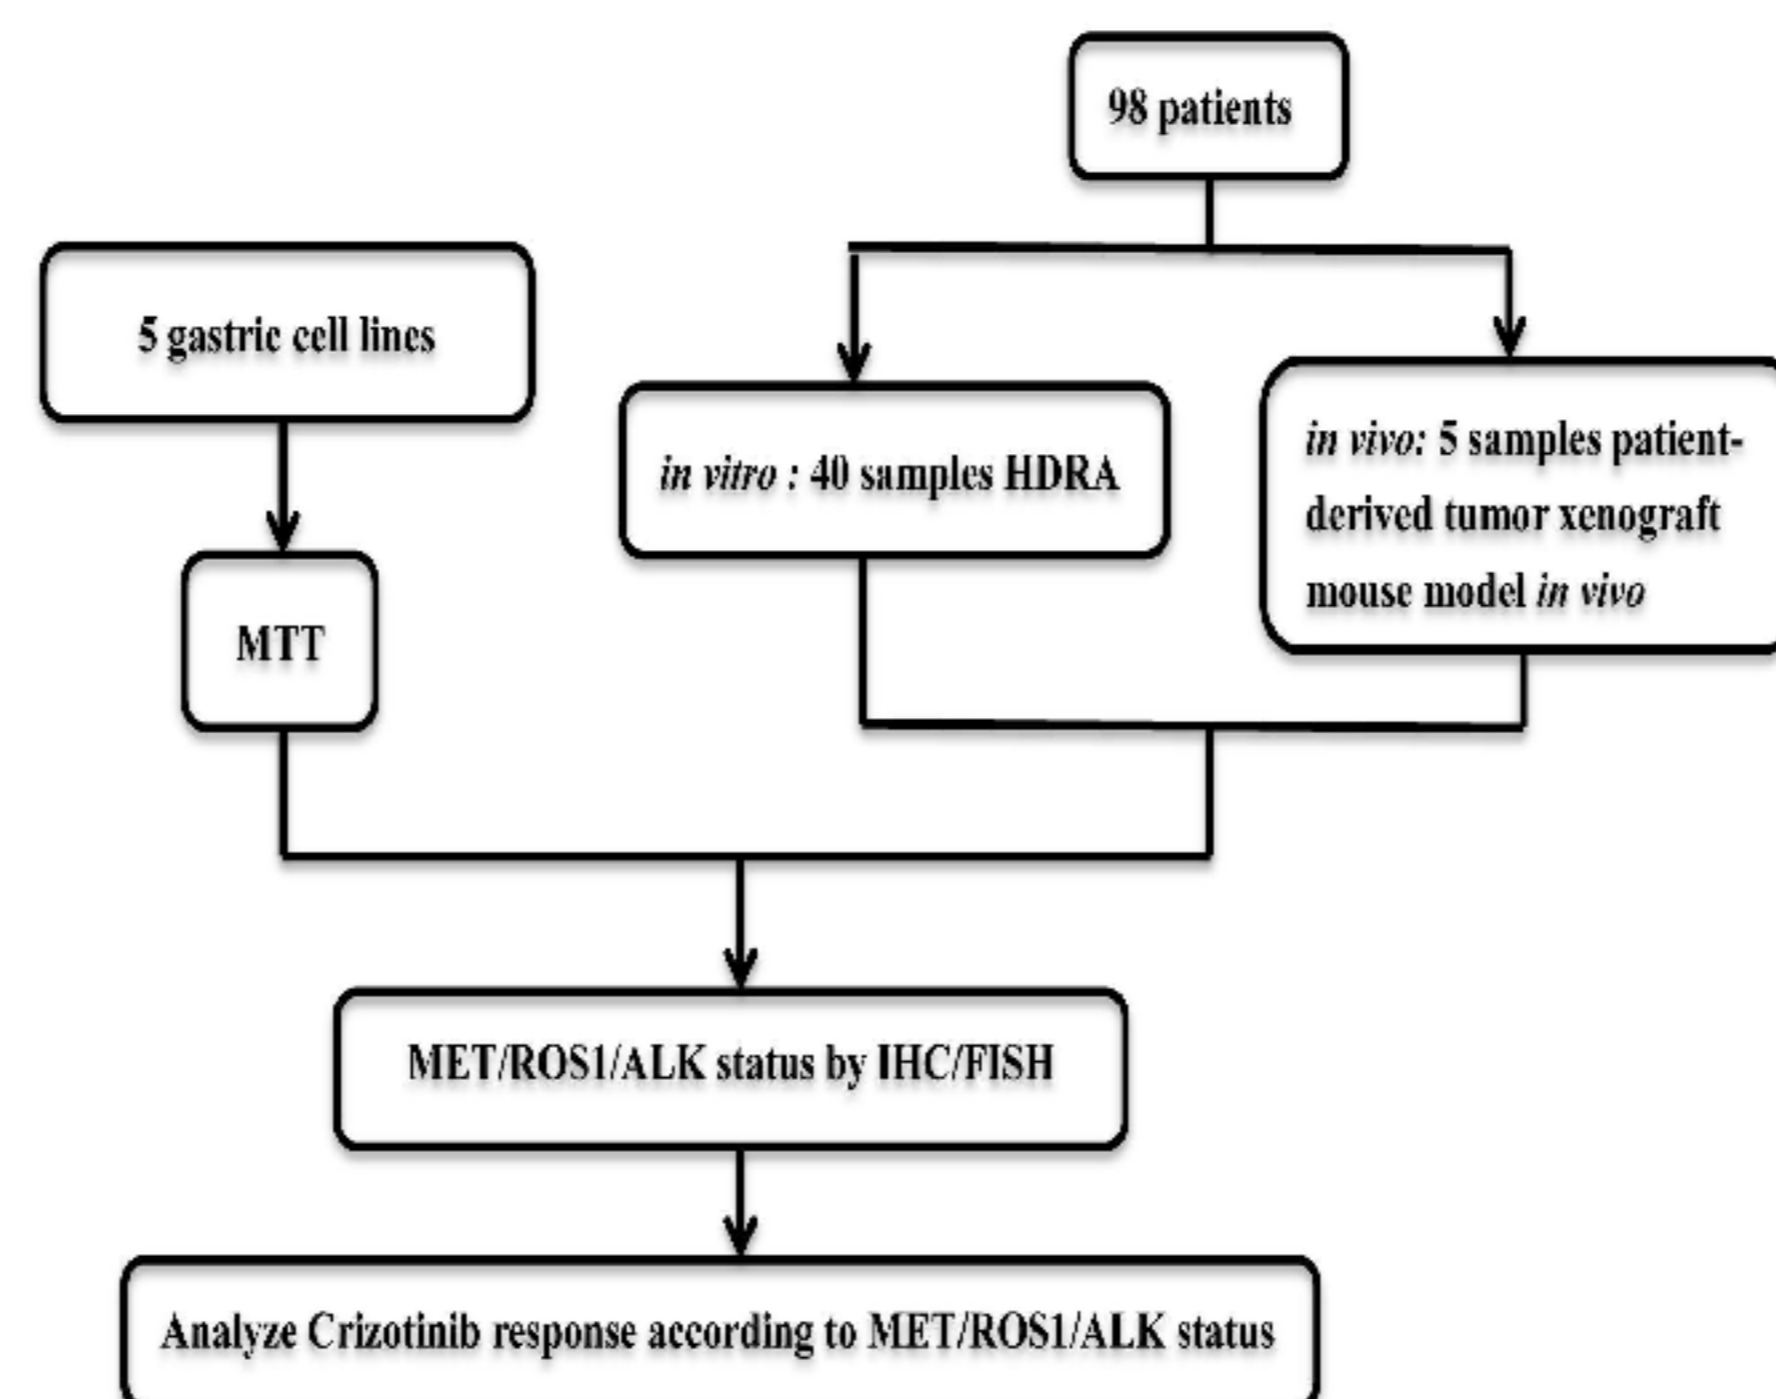 98 patients
5 gastric cell lines
in vitro : 40 samples HDRA
in vivo: 5 samples patient-
derived tumor xenograft
mouse model in vivo
MTT
MET/ROS1/ALK status by IHC/FISH
Analyze Crizotinib response according to MET/ROS1/ALK status